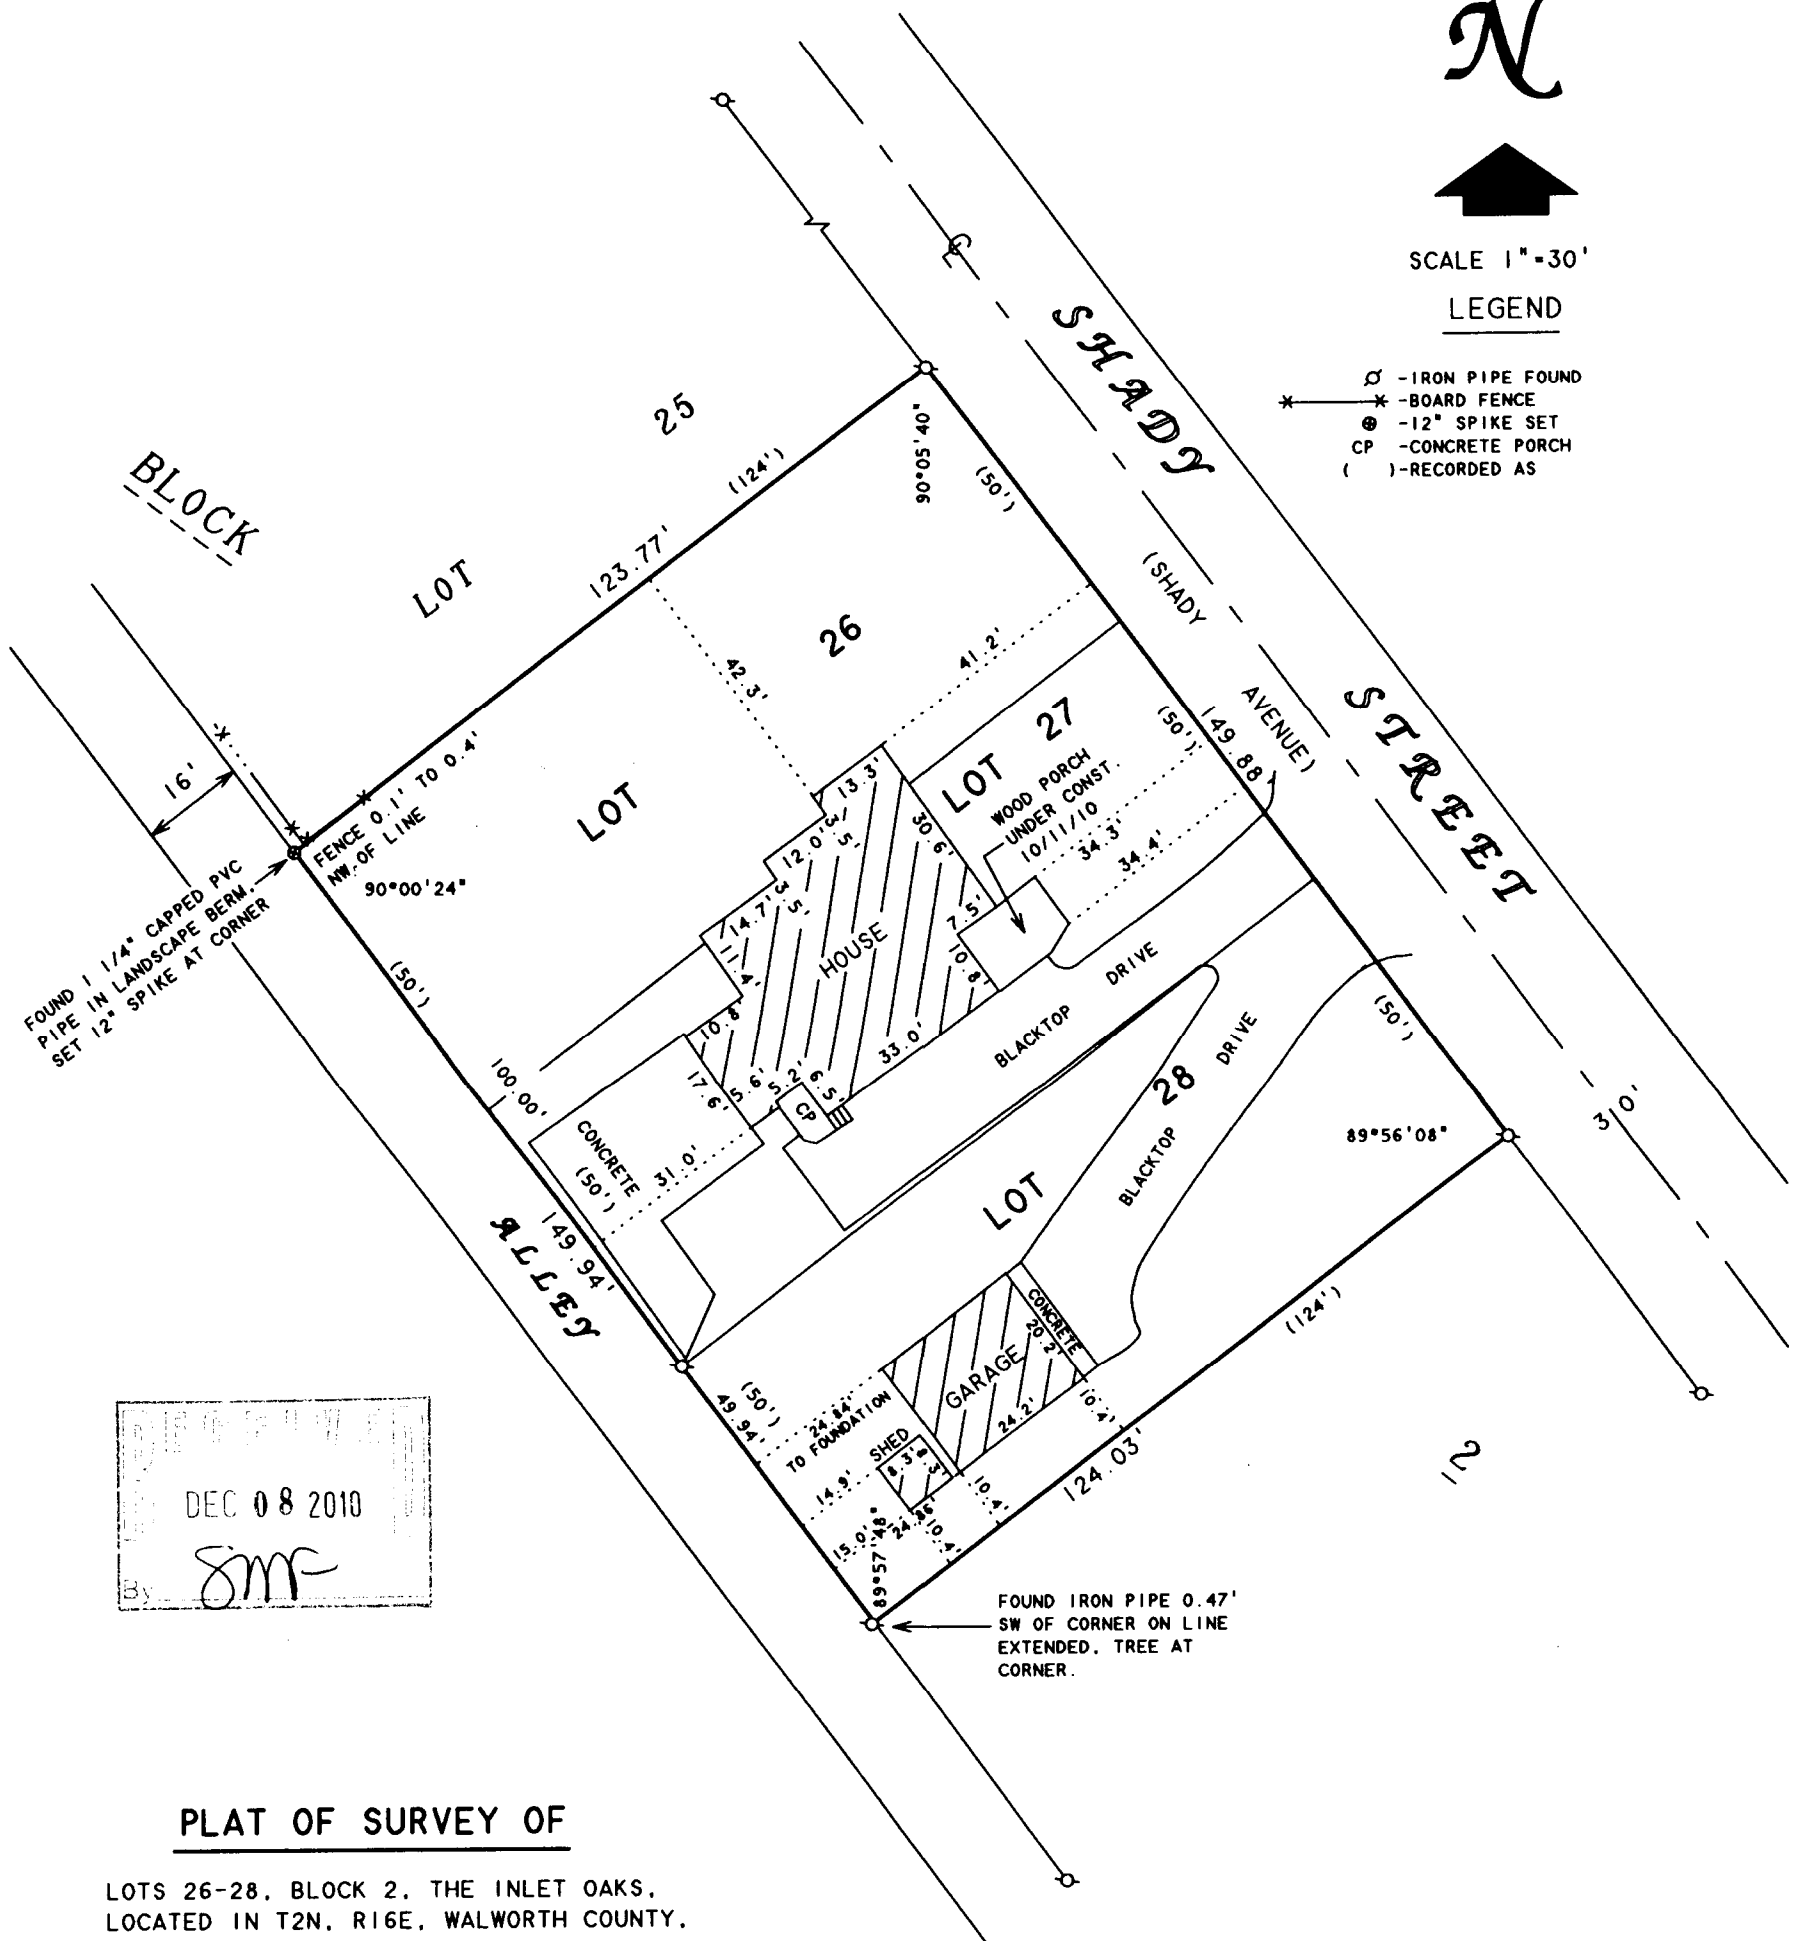 N
SCALE 1"=30'
LEGEND
-IRON PIPE FOUND
-BOARD FENCE
-12" SPIKE SET
CP -CONCRETE PORCH
( )-RECORDED AS
SHADY
STREET
(SHADY
AVENUE)
30'
BLOCK
2
LOT
25
(124')
123.77'
90°05'40"
(50')
LOT
26
42.3'
41.2'
LOT 27
(50')
149.88'
WOOD PORCH
UNDER CONST.
10/11/10
34.3'
34.4'
16'
FENCE 0.1' TO 0.4'
NW. OF LINE
90°00'24"
FOUND 1 1/4" CAPPED PVC
PIPE IN LANDSCAPE BERM.
SET 12" SPIKE AT CORNER
13.3'
3.5'
12.0'
3.5'
14.7'
11.4'
30.6'
7.5'
HOUSE
10.8'
10.8'
33.0'
17.6'
5.6'
5.2'
6.5'
CP
BLACKTOP DRIVE
(50')
100.00'
CONCRETE
(50')
31.0'
149.94'
ALLEY
BLACKTOP DRIVE
LOT
28
(50')
89°56'08"
(124')
124.03'
CONCRETE
20.2'
GARAGE
24.2'
10.4'
(50')
49.94'
24.84'
TO FOUNDATION
SHED
8.3'
8.3'
14.9'
10.4'
15.0'
24.86'
10.4'
89°57'48"
FOUND IRON PIPE 0.47'
SW OF CORNER ON LINE
EXTENDED. TREE AT
CORNER.
DEC 08 2010
By
PLAT OF SURVEY OF
LOTS 26-28. BLOCK 2. THE INLET OAKS.
LOCATED IN T2N. R16E. WALWORTH COUNTY.